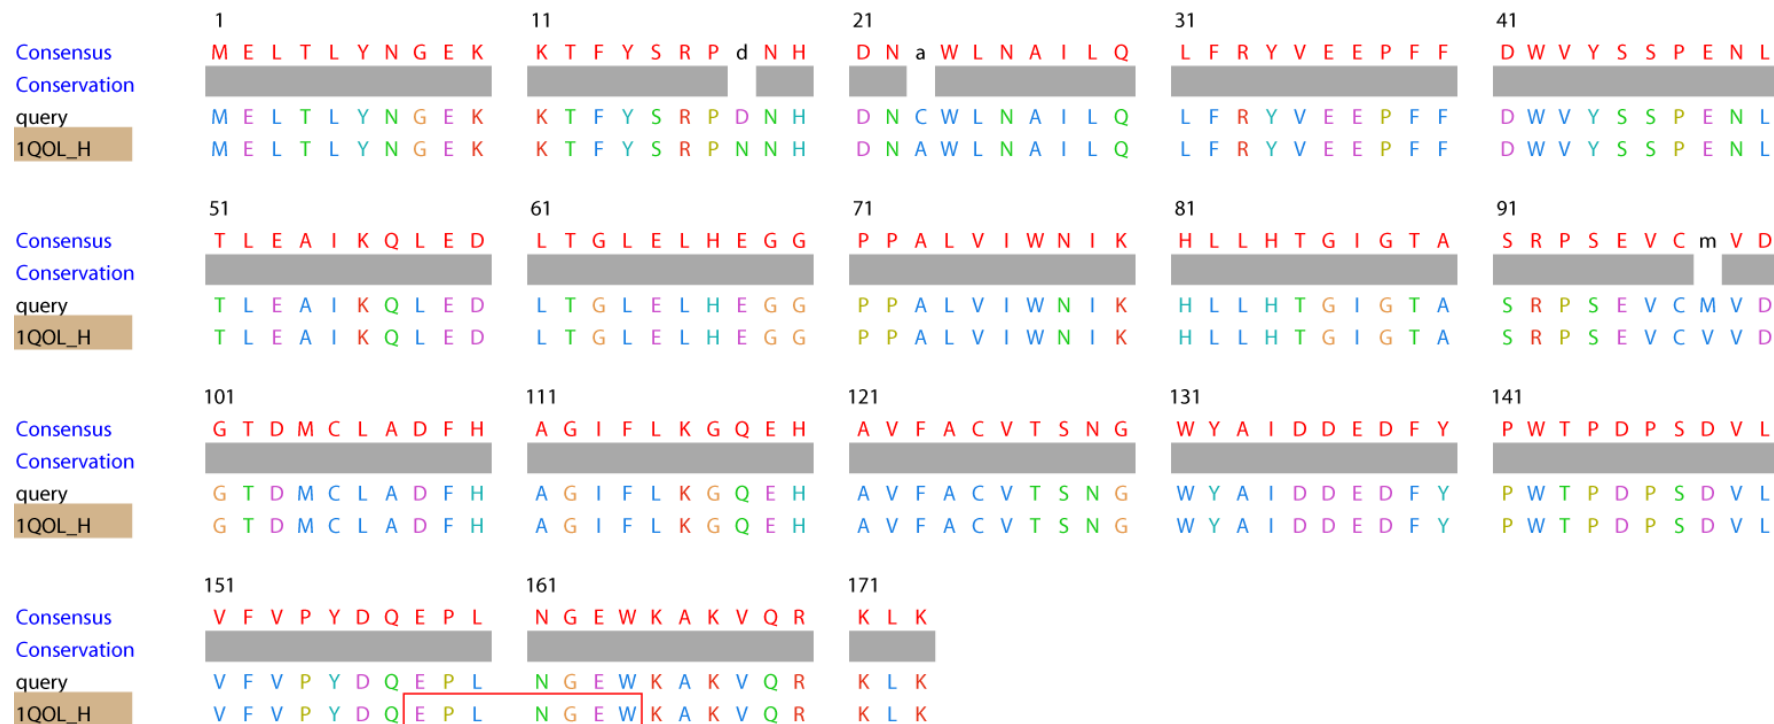 1 11 21 31 41
Consensus M E L T L Y N G E K K T F Y S R P d N H D N a W L N A I L Q L F R Y V E E P F F D W V Y S S P E N L
Conservation
query M E L T L Y N G E K K T F Y S R P D N H D N C W L N A I L Q L F R Y V E E P F F D W V Y S S P E N L
1QOL_H M E L T L Y N G E K K T F Y S R P N N H D N A W L N A I L Q L F R Y V E E P F F D W V Y S S P E N L
51 61 71 81 91
Consensus T L E A I K Q L E D L T G L E L H E G G P P A L V I W N I K H L L H T G I G T A S R P S E V C m V D
Conservation
query T L E A I K Q L E D L T G L E L H E G G P P A L V I W N I K H L L H T G I G T A S R P S E V C M V D
1QOL_H T L E A I K Q L E D L T G L E L H E G G P P A L V I W N I K H L L H T G I G T A S R P S E V C V V D
101 111 121 131 141
Consensus G T D M C L A D F H A G I F L K G Q E H A V F A C V T S N G W Y A I D D E D F Y P W T P D P S D V L
Conservation
query G T D M C L A D F H A G I F L K G Q E H A V F A C V T S N G W Y A I D D E D F Y P W T P D P S D V L
1QOL_H G T D M C L A D F H A G I F L K G Q E H A V F A C V T S N G W Y A I D D E D F Y P W T P D P S D V L
151 161 171
Consensus V F V P Y D Q E P L N G E W K A K V Q R K L K
Conservation
query V F V P Y D Q E P L N G E W K A K V Q R K L K
1QOL_H V F V P Y D Q E P L N G E W K A K V Q R K L K